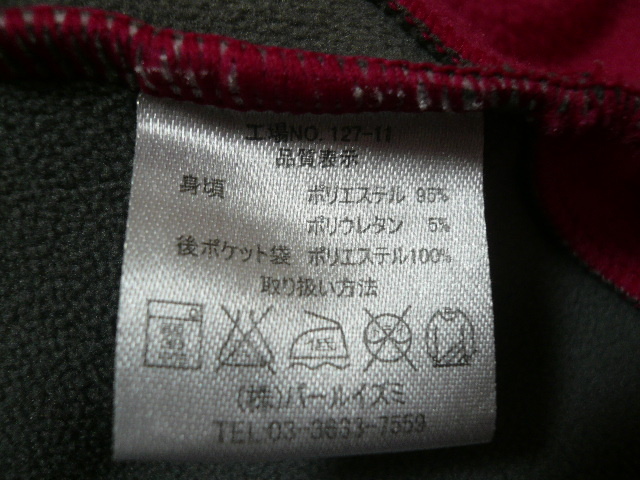 工場NO. 127-11
品質表示
身頃 ポリエステル 95%
ポリウレタン 5%
後ポケット袋 ポリエステル100%
取り扱い方法
(株)パールイズミ
TEL 03-3633-7559